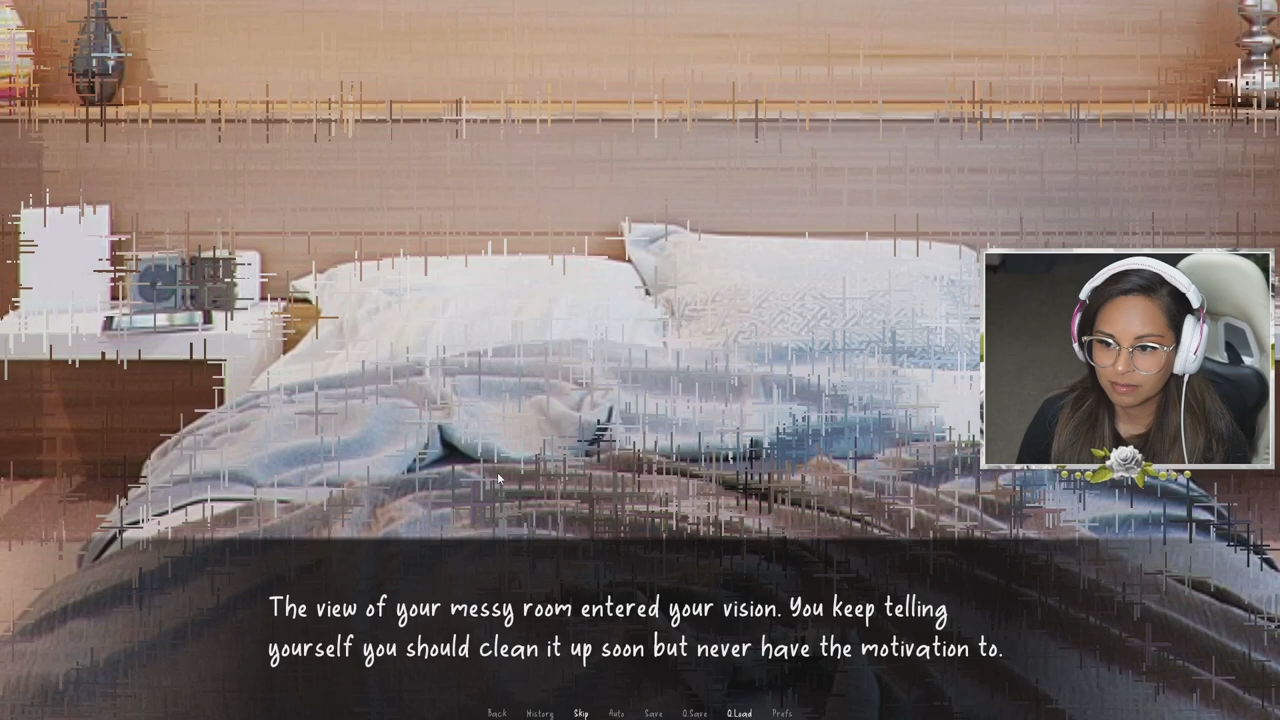 The view of your messy room entered your vision. You keep telling
yourself you should clean it up soon but never have the motivation to.
Back History Skip Auto Save Q.Save Q.Load Prefs